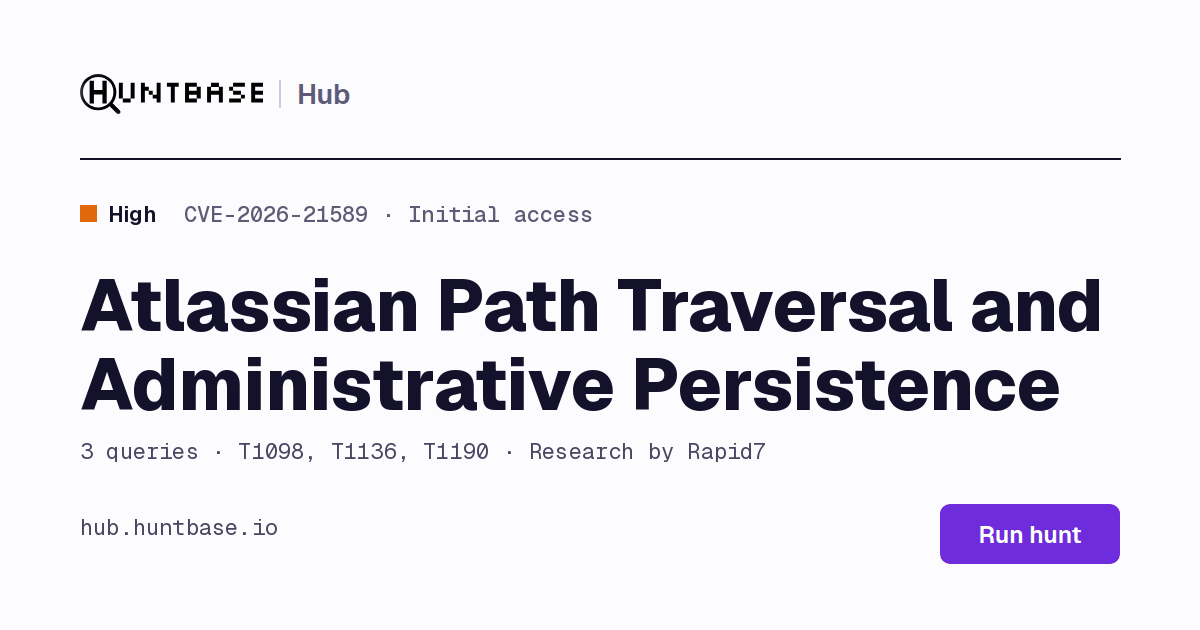 HUNTBASE Hub
High CVE-2026-21589 · Initial access
Atlassian Path Traversal and
Administrative Persistence
3 queries · T1098, T1136, T1190 · Research by Rapid7
hub.huntbase.io
Run hunt